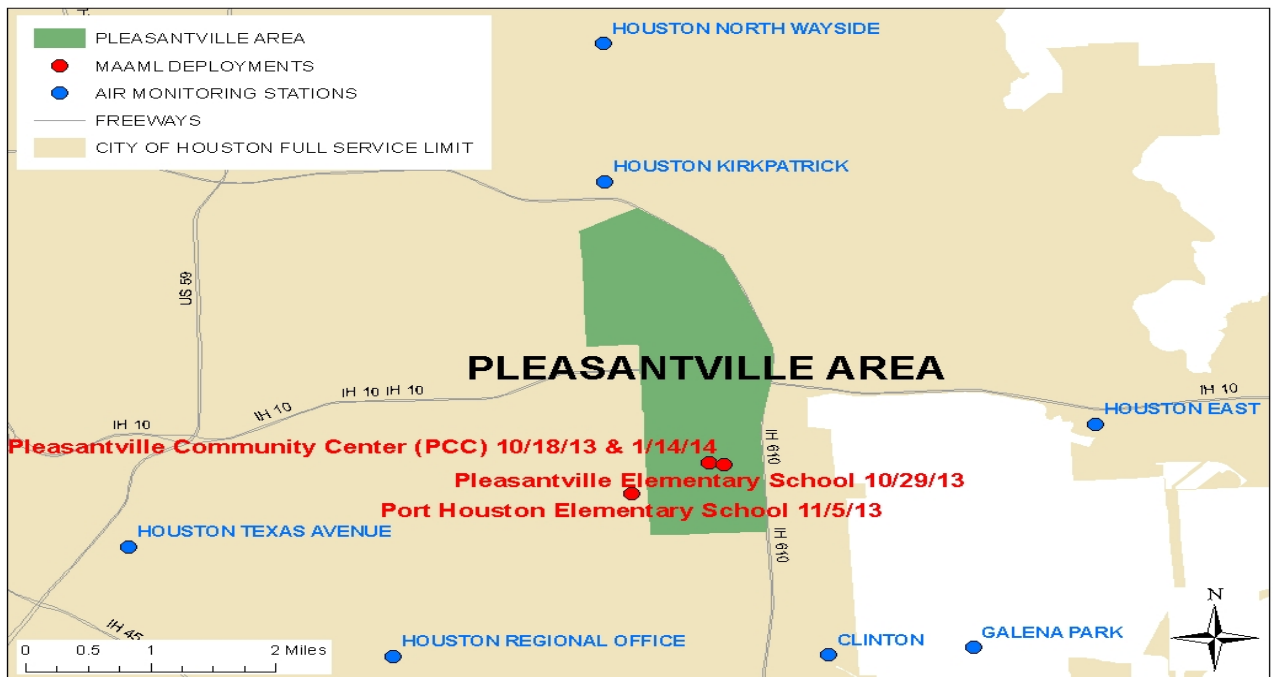 PLEASANTVILLE AREA
MAAML DEPLOYMENTS
AIR MONITORING STATIONS
FREEWAYS
CITY OF HOUSTON FULL SERVICE LIMIT
HOUSTON NORTH WAYSIDE
HOUSTON KIRKPATRICK
US 59
PLEASANTVILLE AREA
IH 10 IH 10
IH 10
IH 10
IH 10
HOUSTON EAST
Pleasantville Community Center (PCC) 10/18/13 & 1/14/14
IH 610
Pleasantville Elementary School 10/29/13
Port Houston Elementary School 11/5/13
HOUSTON TEXAS AVENUE
IH 610
IH 45
HOUSTON REGIONAL OFFICE
CLINTON
GALENA PARK
N
0 0.5 1 2 Miles